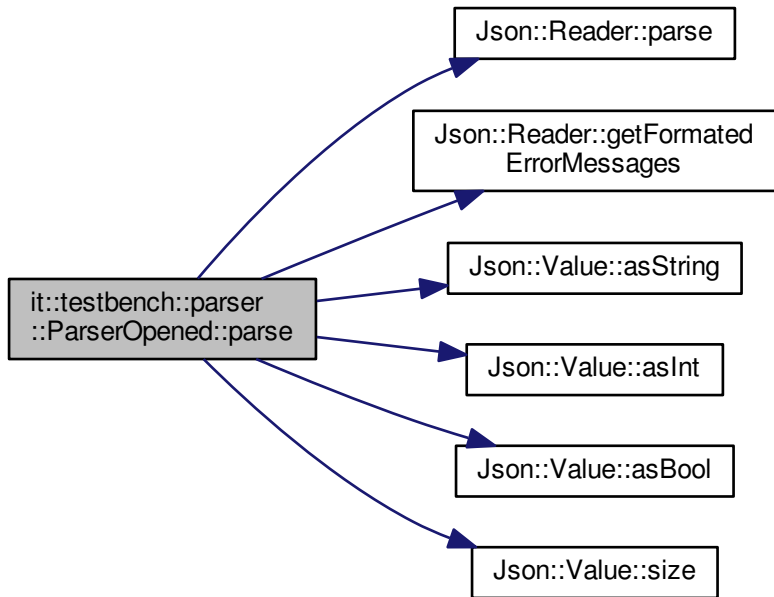 Json::Reader::parse
Json::Reader::getFormated
ErrorMessages
Json::Value::asString
it::testbench::parser
::ParserOpened::parse
Json::Value::asInt
Json::Value::asBool
Json::Value::size